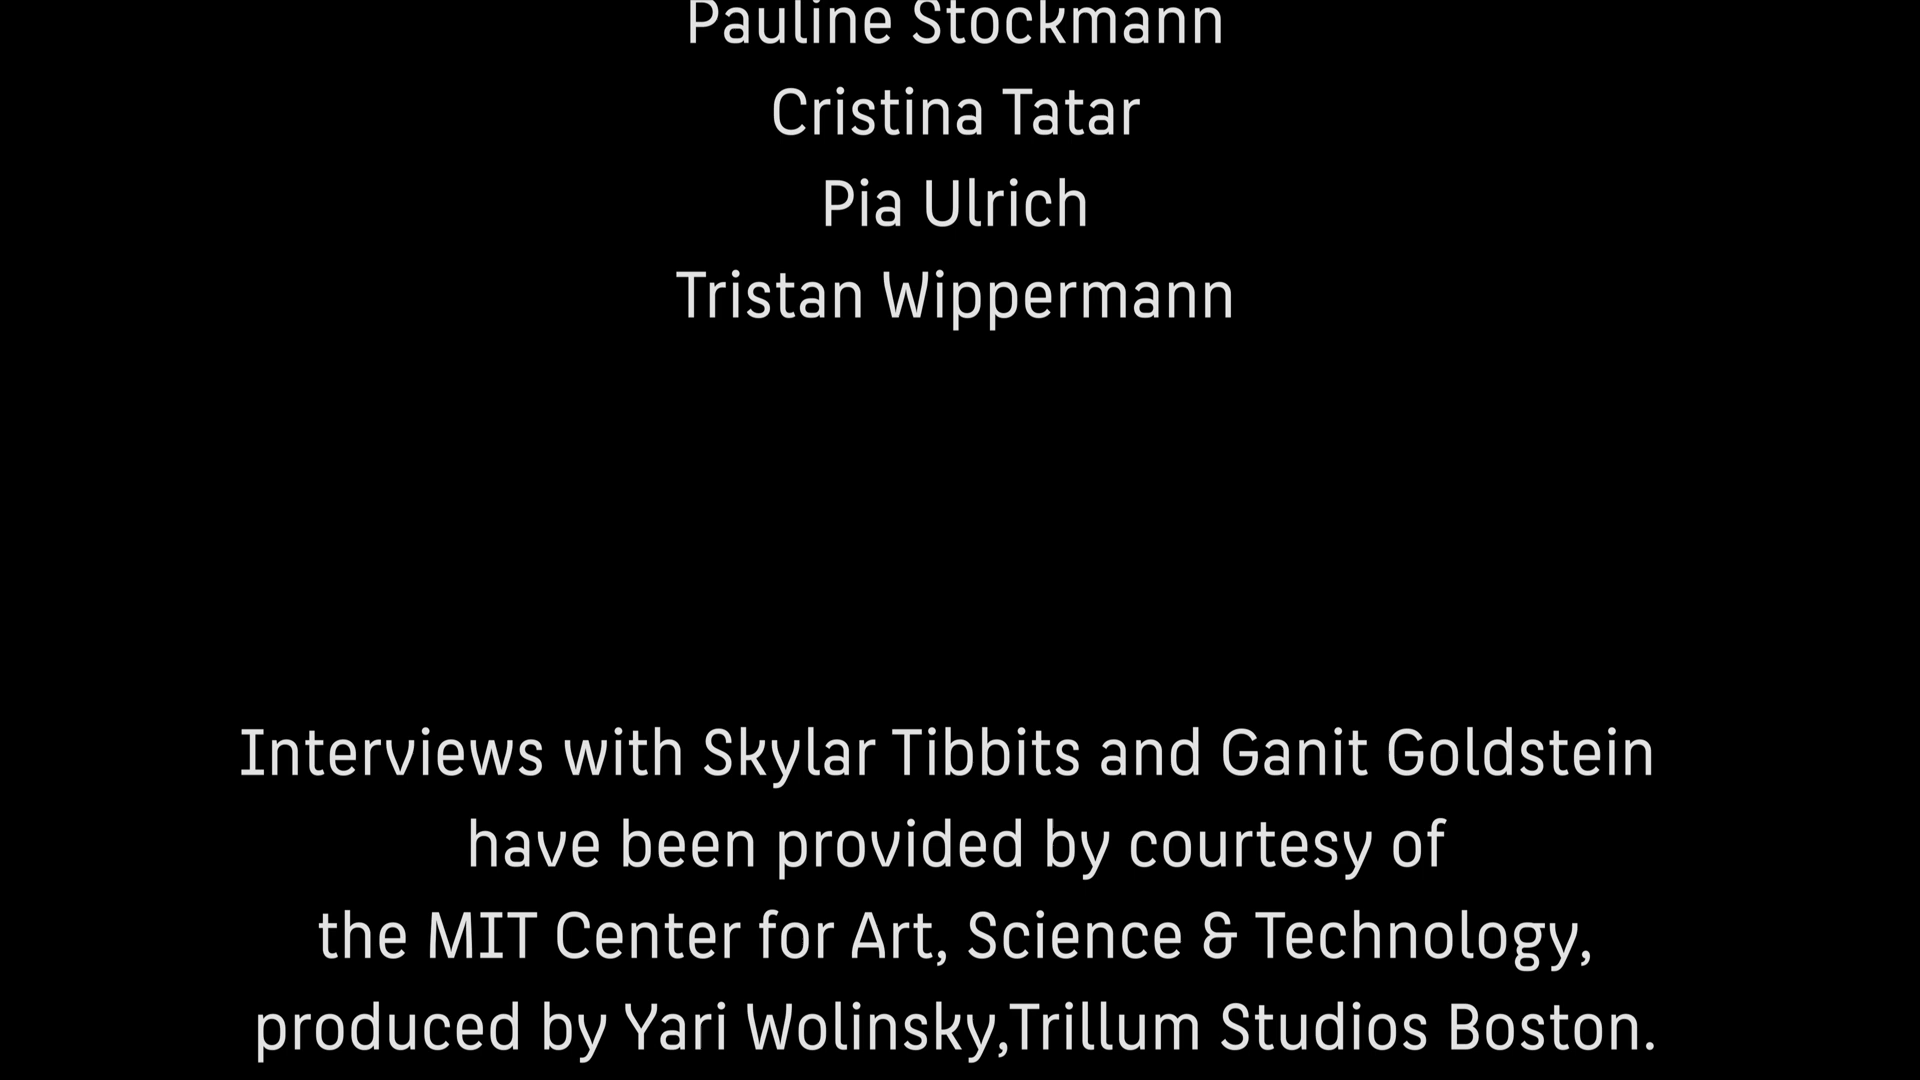 Pauline Stockmann
Cristina Tatar
Pia Ulrich
Tristan Wippermann
Interviews with Skylar Tibbits and Ganit Goldstein
have been provided by courtesy of
the MIT Center for Art, Science & Technology,
produced by Yari Wolinsky,Trillum Studios Boston.